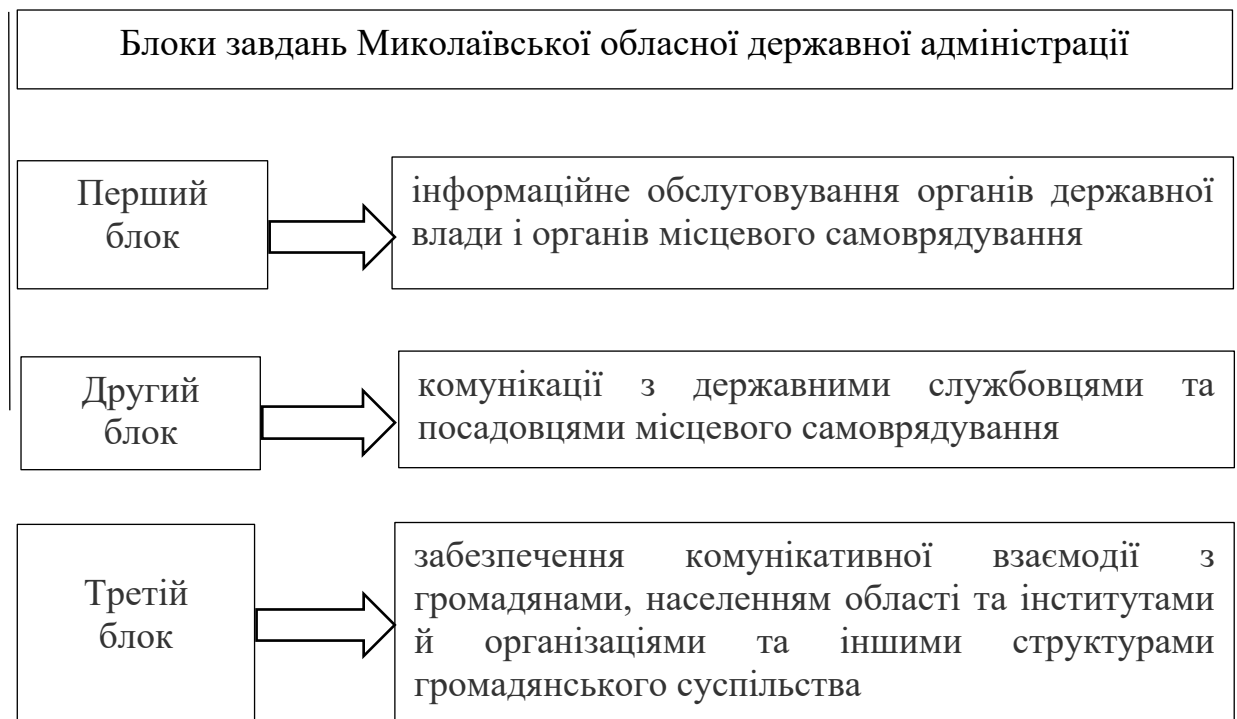 Блоки завдань Миколаївської обласної державної адміністрації
Перший
блок
інформаційне обслуговування органів державної
влади і органів місцевого самоврядування
Другий
блок
комунікації з державними службовцями та
посадовцями місцевого самоврядування
Третій
блок
забезпечення комунікативної взаємодії з
громадянами, населенням області та інститутами
й організаціями та іншими структурами
громадянського суспільства